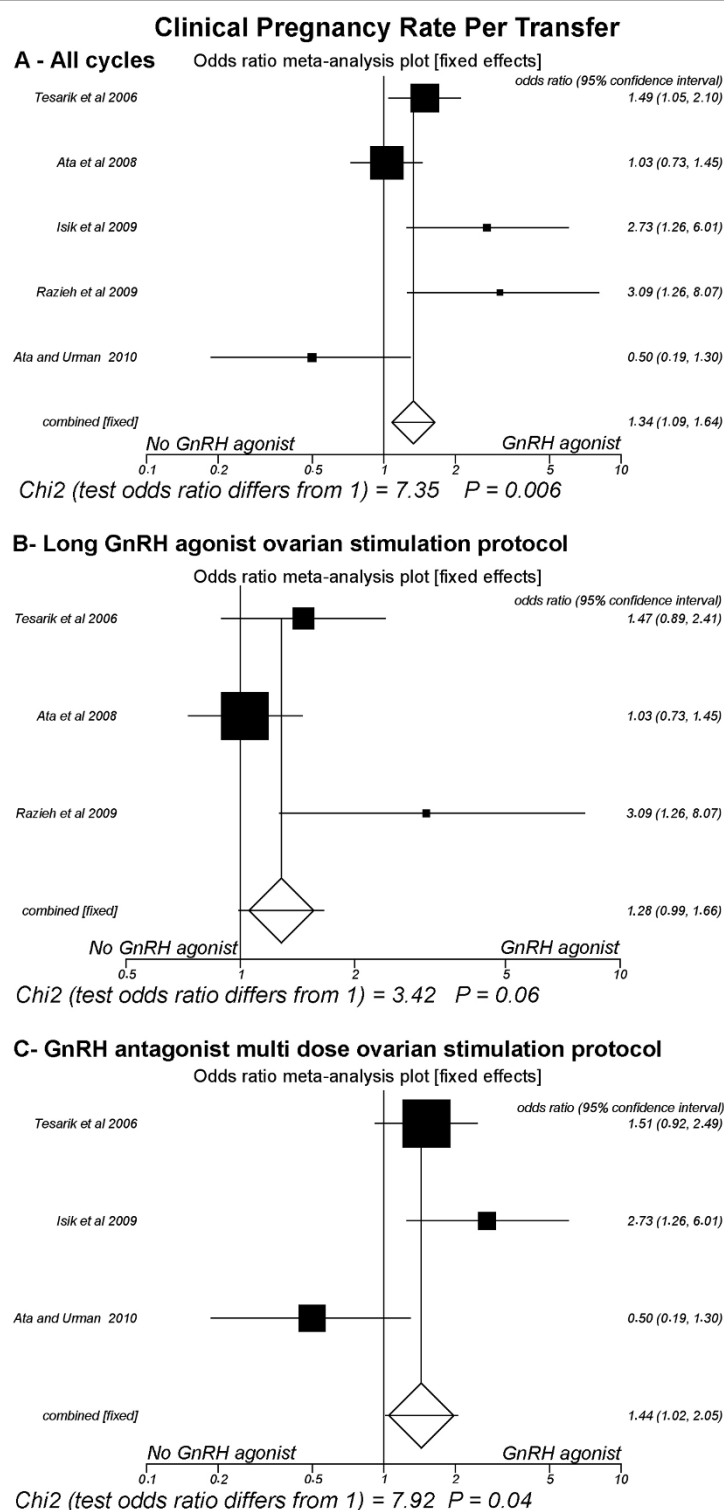 Clinical Pregnancy Rate Per Transfer
A - All cycles
Odds ratio meta-analysis plot [fixed effects]
odds ratio (95% confidence interval)
Tesarik et al 2006 1.49 (1.05, 2.10)
Ata et al 2008 1.03 (0.73, 1.45)
Isik et al 2009 2.73 (1.26, 6.01)
Razieh et al 2009 3.09 (1.26, 8.07)
Ata and Urman 2010 0.50 (0.19, 1.30)
combined [fixed] 1.34 (1.09, 1.64)
No GnRH agonist GnRH agonist
0.1 0.2 0.5 1 2 5 10
Chi2 (test odds ratio differs from 1) = 7.35 P = 0.006
B- Long GnRH agonist ovarian stimulation protocol
Odds ratio meta-analysis plot [fixed effects]
odds ratio (95% confidence interval)
Tesarik et al 2006 1.47 (0.89, 2.41)
Ata et al 2008 1.03 (0.73, 1.45)
Razieh et al 2009 3.09 (1.26, 8.07)
combined [fixed] 1.28 (0.99, 1.66)
No GnRH agonist GnRH agonist
0.5 1 2 5 10
Chi2 (test odds ratio differs from 1) = 3.42 P = 0.06
C- GnRH antagonist multi dose ovarian stimulation protocol
Odds ratio meta-analysis plot [fixed effects]
odds ratio (95% confidence interval)
Tesarik et al 2006 1.51 (0.92, 2.49)
Isik et al 2009 2.73 (1.26, 6.01)
Ata and Urman 2010 0.50 (0.19, 1.30)
combined [fixed] 1.44 (1.02, 2.05)
No GnRH agonist GnRH agonist
0.1 0.2 0.5 1 2 5 10
Chi2 (test odds ratio differs from 1) = 7.92 P = 0.04